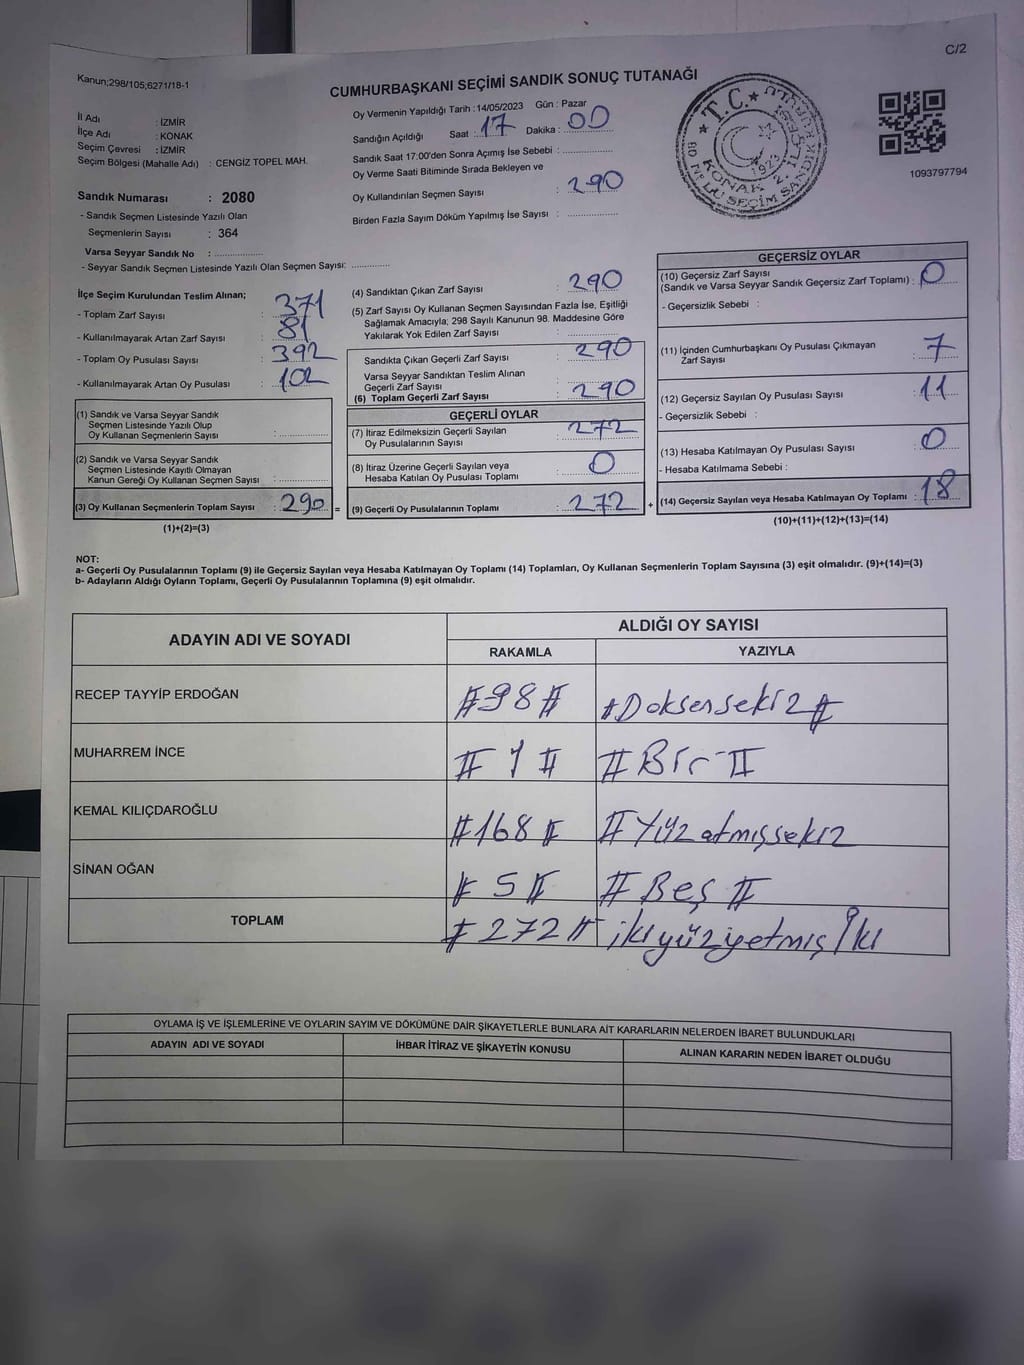 C/2
Kanun;298/105,6271/18-1
CUMHURBAŞKANI SEÇİMİ SANDIK SONUÇ TUTANAĞI
İl Adı : İZMİR
İlçe Adı : KONAK
Seçim Çevresi : İZMİR
Seçim Bölgesi (Mahalle Adı) : CENGİZ TOPEL MAH.
Sandık Numarası : 2080
- Sandık Seçmen Listesinde Yazılı Olan
Seçmenlerin Sayısı : 364
Varsa Seyyar Sandık No : ..............
- Seyyar Sandık Seçmen Listesinde Yazılı Olan Seçmen Sayısı: ............
Oy Vermenin Yapıldığı Tarih : 14/05/2023 Gün : Pazar
Sandığın Açıldığı Saat : 17 Dakika : 00
Sandık Saat 17:00'den Sonra Açımış İse Sebebi : ..............
Oy Verme Saati Bitiminde Sırada Bekleyen ve
Oy Kullandırılan Seçmen Sayısı : 290
Birden Fazla Sayım Döküm Yapılmış İse Sayısı : ..............
T.C.
KONAK 2. İLÇE
1923
NO LU SEÇİM SANDIK
1093797794
İlçe Seçim Kurulundan Teslim Alınan;
- Toplam Zarf Sayısı : 371
- Kullanılmayarak Artan Zarf Sayısı : 81
- Toplam Oy Pusulası Sayısı : 392
- Kullanılmayarak Artan Oy Pusulası : 102
(1) Sandık ve Varsa Seyyar Sandık
Seçmen Listesinde Yazılı Olup
Oy Kullanan Seçmenlerin Sayısı : ..............
(2) Sandık ve Varsa Seyyar Sandık
Seçmen Listesinde Kayıtlı Olmayan
Kanun Gereği Oy Kullanan Seçmen Sayısı : ..............
(3) Oy Kullanan Seçmenlerin Toplam Sayısı : 290 =
(1)+(2)=(3)
(4) Sandıktan Çıkan Zarf Sayısı : 290
(5) Zarf Sayısı Oy Kullanan Seçmen Sayısından Fazla İse, Eşitliği
Sağlamak Amacıyla; 298 Sayılı Kanunun 98. Maddesine Göre
Yakılarak Yok Edilen Zarf Sayısı : ..............
Sandıkta Çıkan Geçerli Zarf Sayısı : 290
Varsa Seyyar Sandıktan Teslim Alınan
Geçerli Zarf Sayısı : ..............
(6) Toplam Geçerli Zarf Sayısı : 290
GEÇERLİ OYLAR
(7) İtiraz Edilmeksizin Geçerli Sayılan : 272
Oy Pusulalarının Sayısı
(8) İtiraz Üzerine Geçerli Sayılan veya : 0
Hesaba Katılan Oy Pusulası Toplamı
(9) Geçerli Oy Pusulalarının Toplamı : 272 +
GEÇERSİZ OYLAR
(10) Geçersiz Zarf Sayısı
(Sandık ve Varsa Seyyar Sandık Geçersiz Zarf Toplamı) : 0
- Geçersizlik Sebebi :
(11) İçinden Cumhurbaşkanı Oy Pusulası Çıkmayan
Zarf Sayısı : 7
(12) Geçersiz Sayılan Oy Pusulası Sayısı : 11
- Geçersizlik Sebebi :
(13) Hesaba Katılmayan Oy Pusulası Sayısı : 0
- Hesaba Katılmama Sebebi :
(14) Geçersiz Sayılan veya Hesaba Katılmayan Oy Toplamı : 18
(10)+(11)+(12)+(13)=(14)
NOT:
a- Geçerli Oy Pusulalarının Toplamı (9) ile Geçersiz Sayılan veya Hesaba Katılmayan Oy Toplamı (14) Toplamları, Oy Kullanan Seçmenlerin Toplam Sayısına (3) eşit olmalıdır. (9)+(14)=(3)
b- Adayların Aldığı Oyların Toplamı, Geçerli Oy Pusulalarının Toplamına (9) eşit olmalıdır.
ADAYIN ADI VE SOYADI ALDIĞI OY SAYISI
RAKAMLA YAZIYLA
RECEP TAYYİP ERDOĞAN #98# #Doksensekiz#
MUHARREM İNCE #1# #Bir#
KEMAL KILIÇDAROĞLU #168# #Yüzatmışsekiz
SİNAN OĞAN #5# #Beş#
TOPLAM #272# ikiyüziyetmişİki
OYLAMA İŞ VE İŞLEMLERİNE VE OYLARIN SAYIM VE DÖKÜMÜNE DAİR ŞİKAYETLERLE BUNLARA AİT KARARLARIN NELERDEN İBARET BULUNDUKLARI
ADAYIN ADI VE SOYADI İHBAR İTİRAZ VE ŞİKAYETİN KONUSU ALINAN KARARIN NEDEN İBARET OLDUĞU